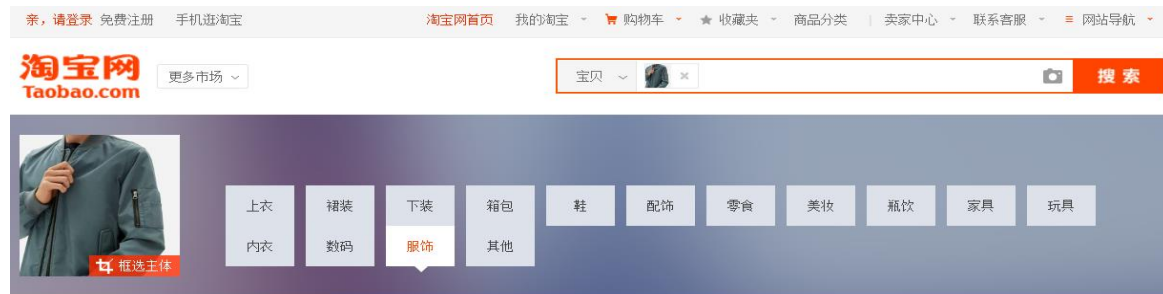 亲，请登录 免费注册 手机逛淘宝 淘宝网首页 我的淘宝 购物车 收藏夹 商品分类 卖家中心 联系客服 网站导航
淘宝网 更多市场 宝贝 搜索
Taobao.com
上衣 裙装 下装 箱包 鞋 配饰 零食 美妆 瓶饮 家具 玩具
内衣 数码 服饰 其他
框选主体